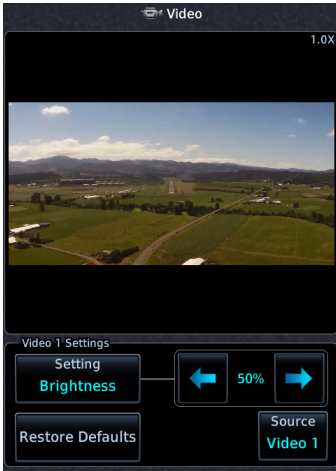 Video
1.0X
Video 1 Settings
Setting
Brightness
50%
Restore Defaults
Source
Video 1